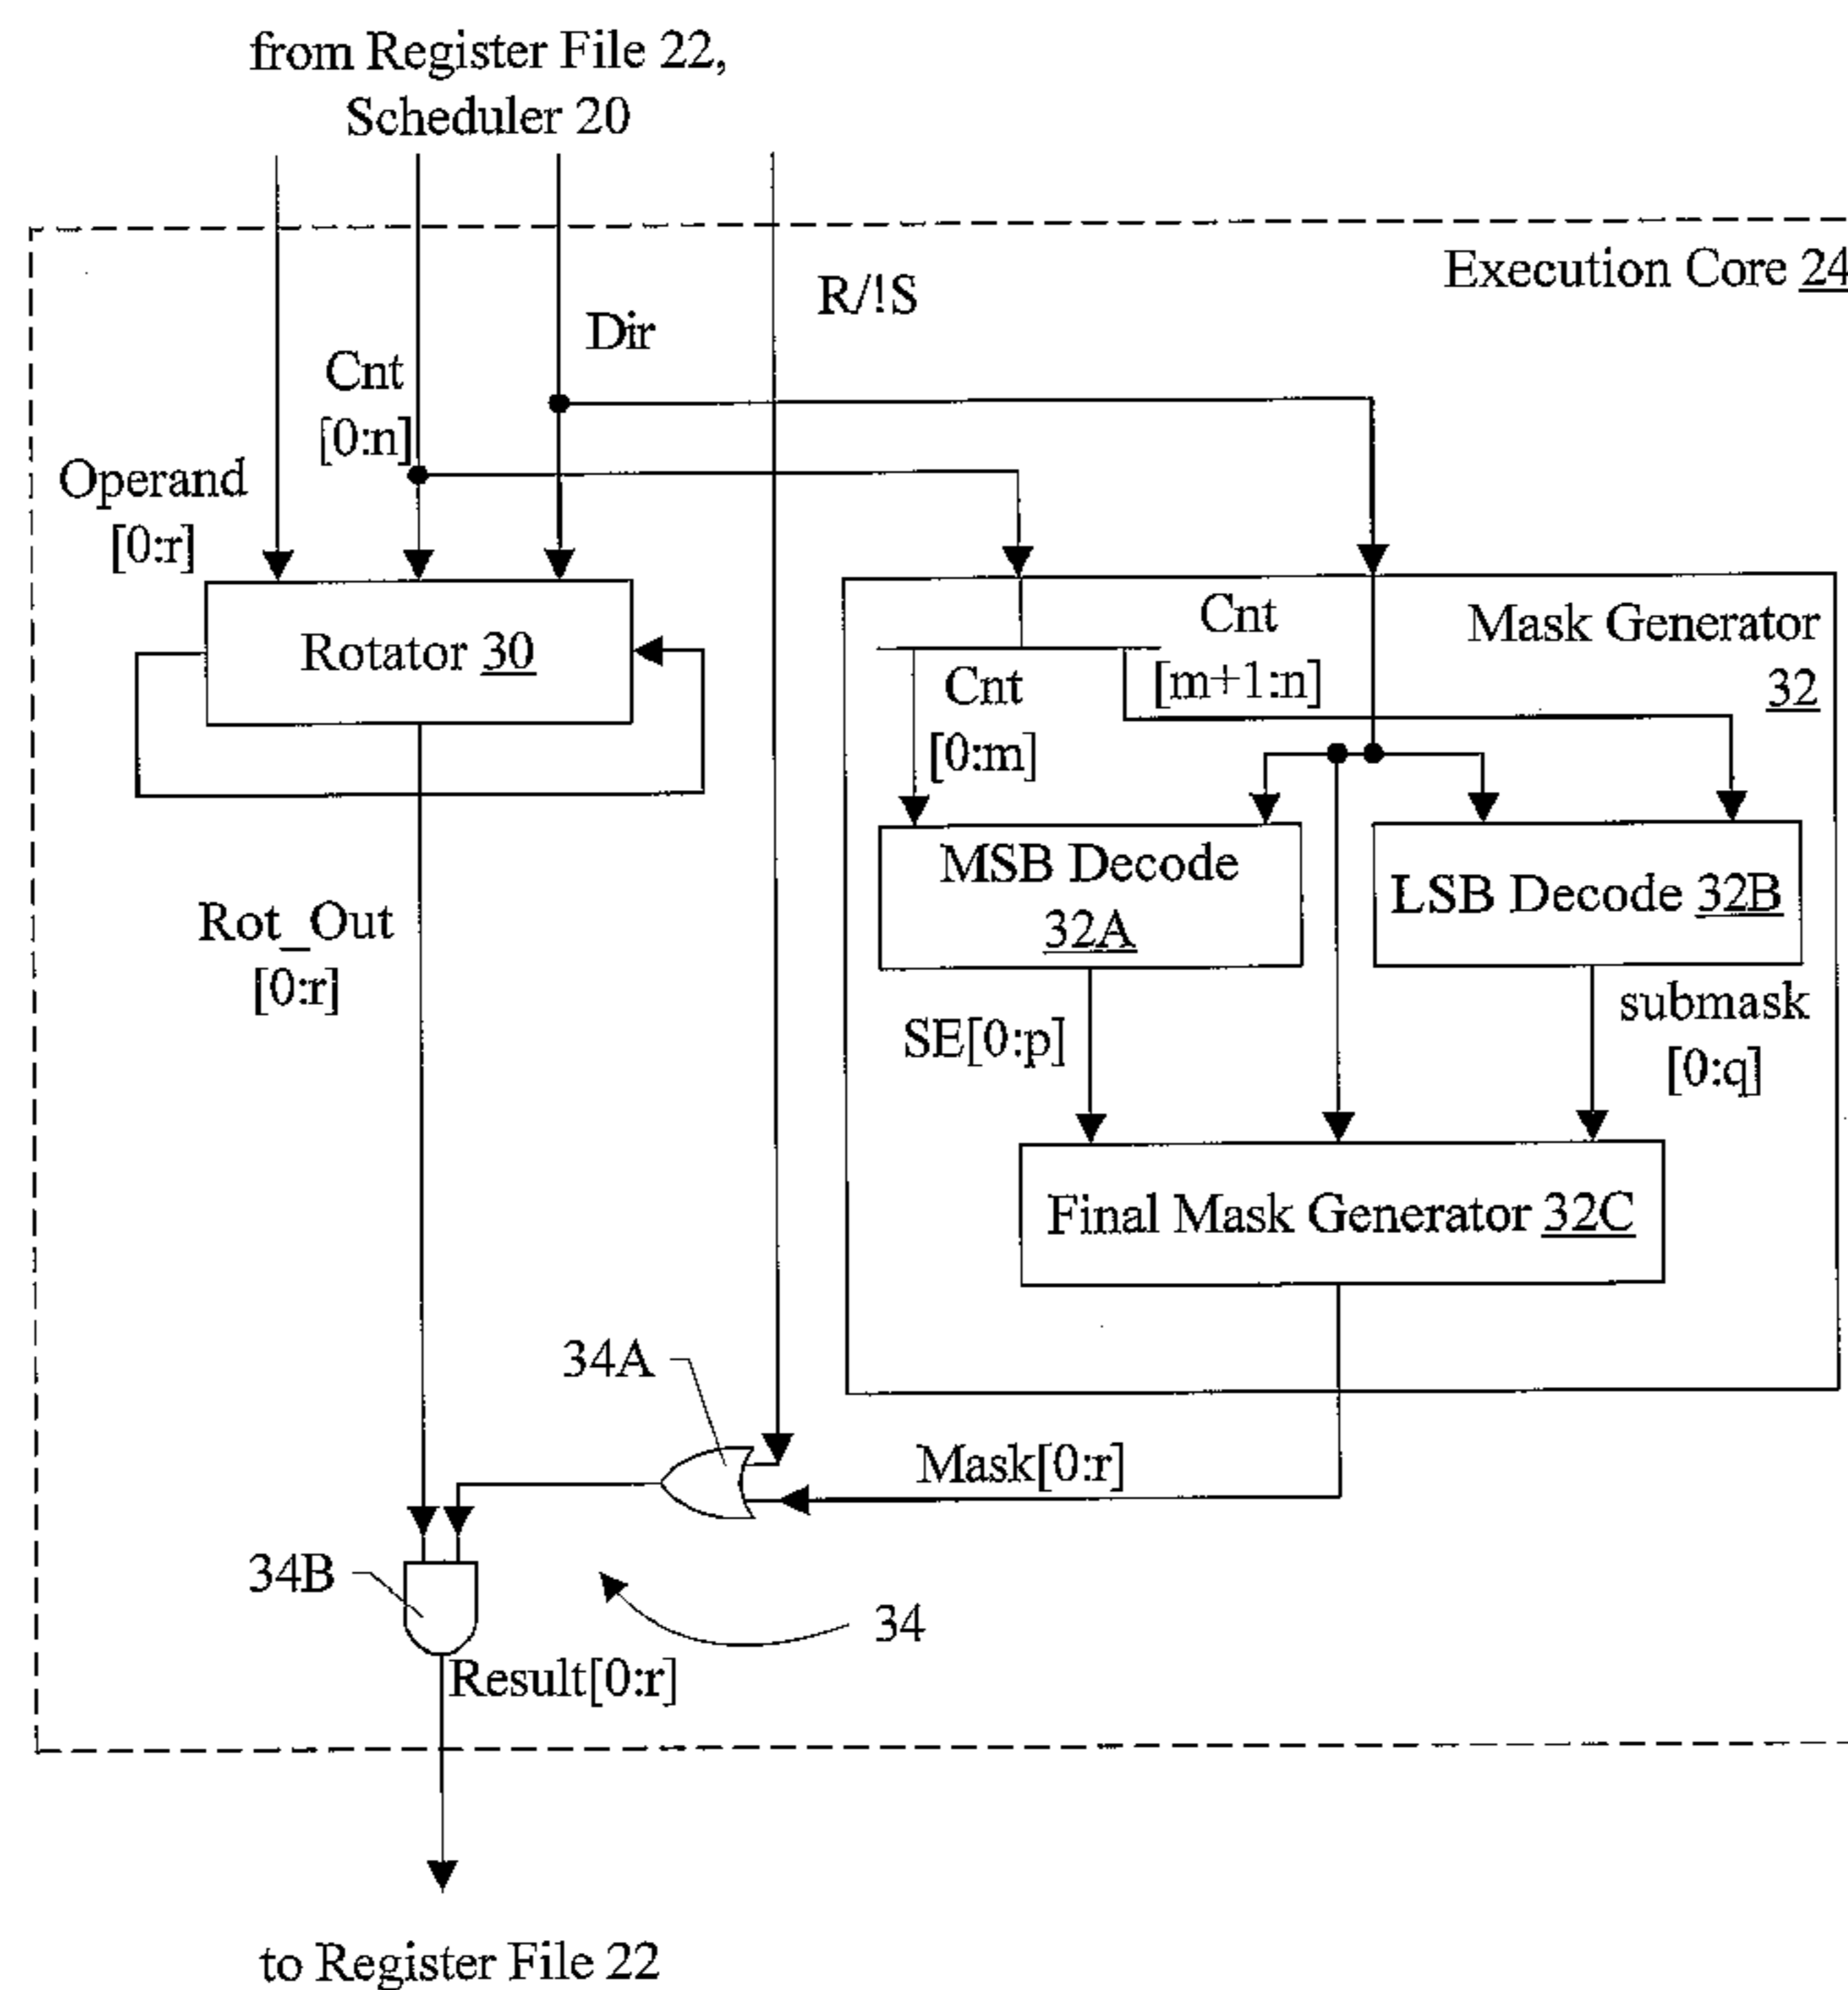 from Register File 22,
Scheduler 20
Execution Core 24
R/!S
Dir
Cnt
[0:n]
Operand
[0:r]
Rotator 30
Mask Generator
32
Cnt
[m+1:n]
Cnt
[0:m]
MSB Decode
32A
LSB Decode 32B
Rot_Out
[0:r]
SE[0:p]
submask
[0:q]
Final Mask Generator 32C
34A
Mask[0:r]
34B
34
Result[0:r]
to Register File 22